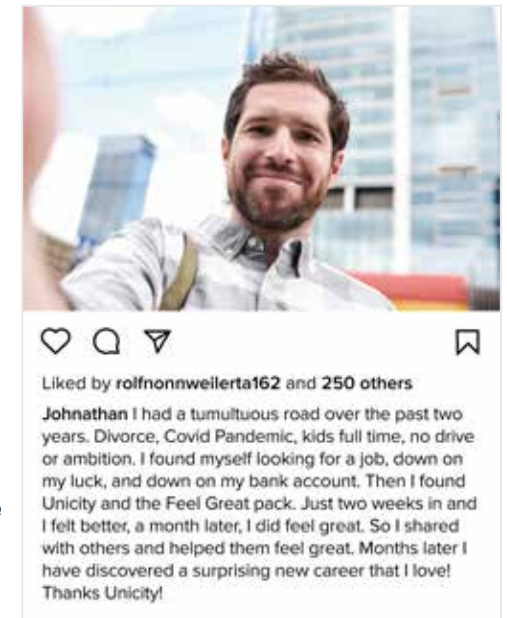 Liked by rolfnonnweilerta162 and 250 others
Johnathan I had a tumultuous road over the past two
years. Divorce, Covid Pandemic, kids full time, no drive
or ambition. I found myself looking for a job, down on
my luck, and down on my bank account. Then I found
Unicity and the Feel Great pack. Just two weeks in and
I felt better, a month later, I did feel great. So I shared
with others and helped them feel great. Months later I
have discovered a surprising new career that I love!
Thanks Unicity!